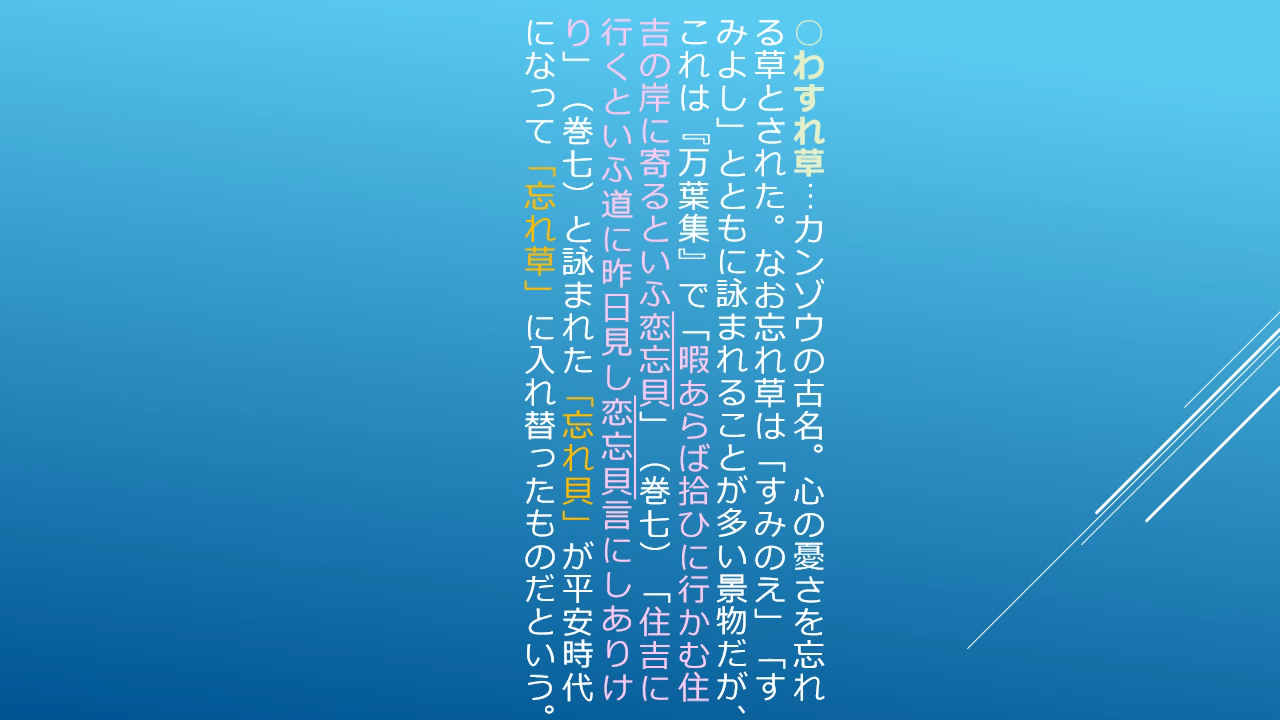 ○わすれ草…カンゾウの古名。心の憂さを忘れ
る草とされた。なお忘れ草は「すみのえ」「す
みよし」とともに詠まれることが多い景物だが、
これは『万葉集』で「暇あらば拾ひに行かむ住
吉の岸に寄るといふ恋忘貝」（巻七）「住吉に
行くといふ道に昨日見し恋忘貝言にしありけ
り」（巻七）と詠まれた「忘れ貝」が平安時代
になって「忘れ草」に入れ替ったものだという。